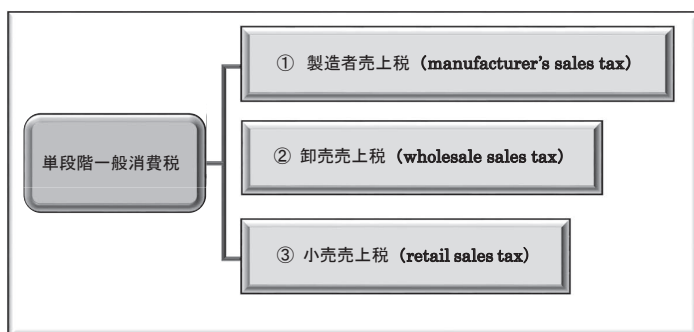 ① 製造者売上税 (manufacturer's sales tax)
単段階一般消費税
② 卸売売上税 (wholesale sales tax)
③ 小売売上税 (retail sales tax)